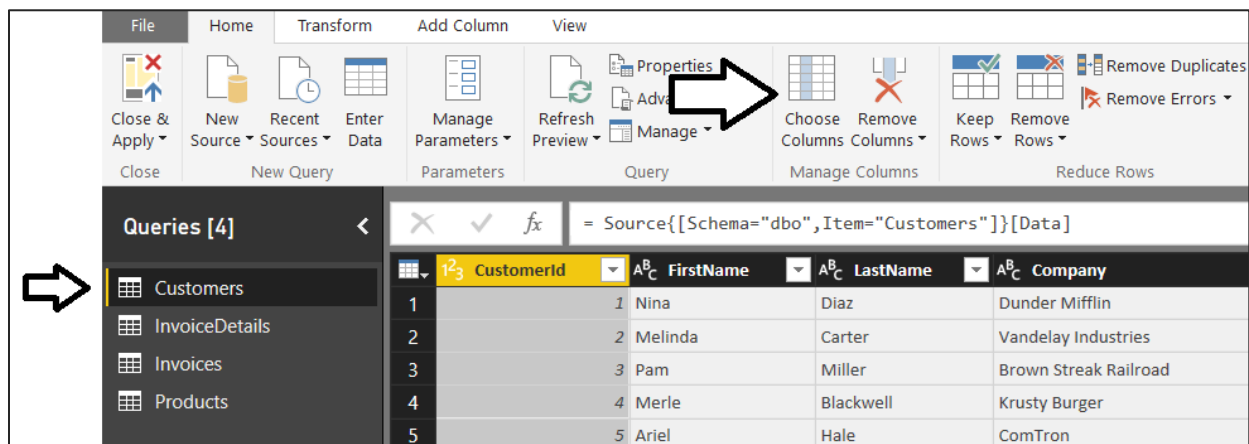 File Home Transform Add Column View
Properties
Remove Duplicates
Remove Errors
Manage
Close & Apply
New Source
Recent Sources
Enter Data
Manage Parameters
Refresh Preview
Choose Columns
Remove Columns
Keep Rows
Remove Rows
Close New Query Parameters Query Manage Columns Reduce Rows
Queries [4]
fx = Source{[Schema="dbo",Item="Customers"]}[Data]
Customers
InvoiceDetails
Invoices
Products
123 CustomerId ABC FirstName ABC LastName ABC Company
1 1 Nina Diaz Dunder Mifflin
2 2 Melinda Carter Vandelay Industries
3 3 Pam Miller Brown Streak Railroad
4 4 Merle Blackwell Krusty Burger
5 5 Ariel Hale ComTron